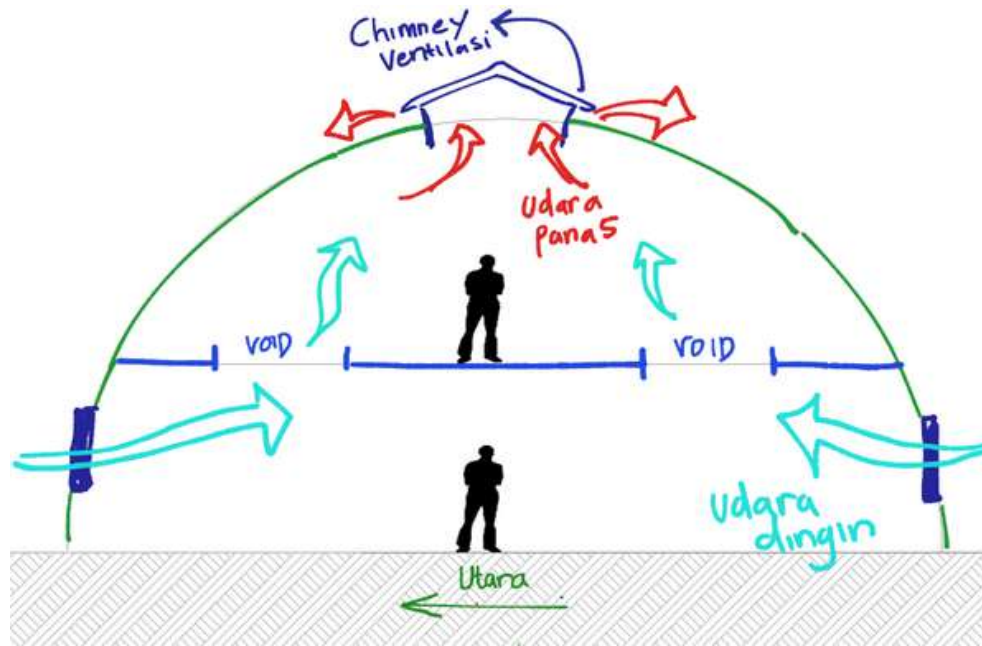 Chimney
Ventilasi
Udara
panas
VOID
VOID
Udara
dingin
Utara